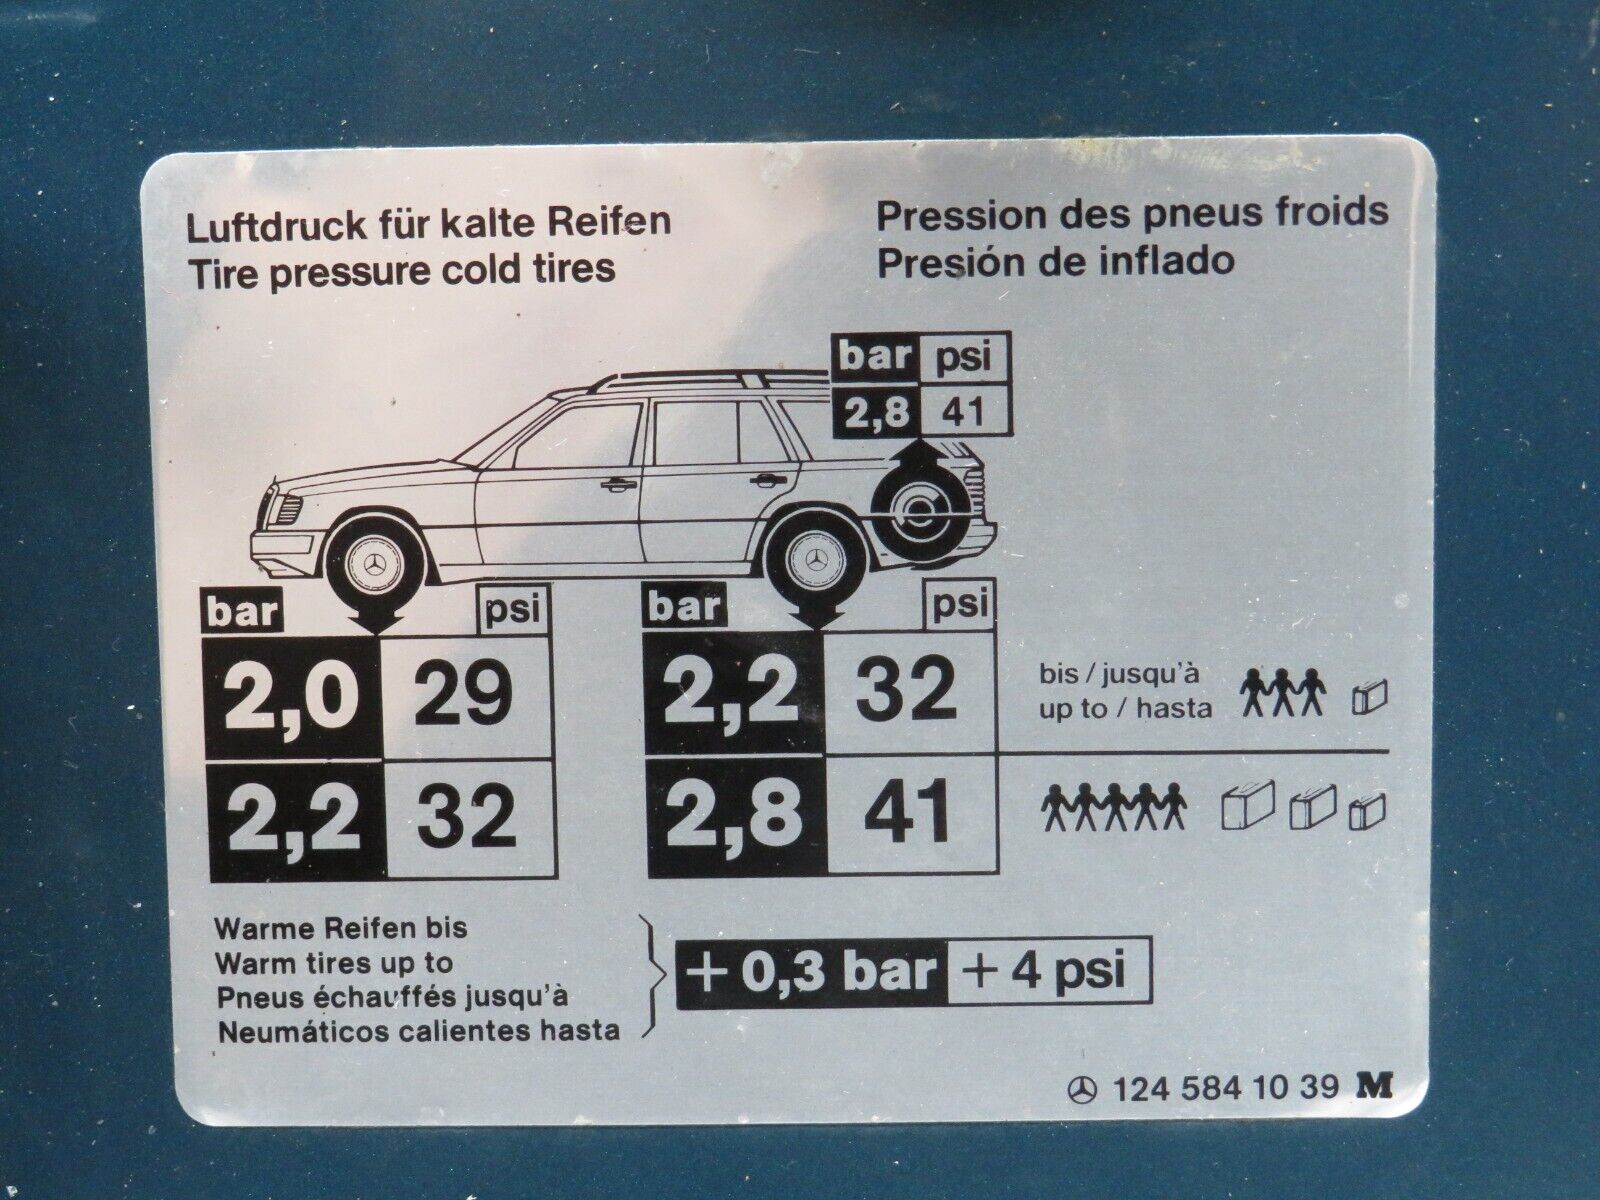 Luftdruck für kalte Reifen
Tire pressure cold tires
Pression des pneus froids
Presión de inflado
bar psi
2,8 41
bar psi
2,0 29
2,2 32
bar psi
2,2 32
2,8 41
bis / jusqu'à
up to / hasta
Warme Reifen bis
Warm tires up to
Pneus échauffés jusqu'à
Neumáticos calientes hasta
+ 0,3 bar + 4 psi
124 584 10 39 M